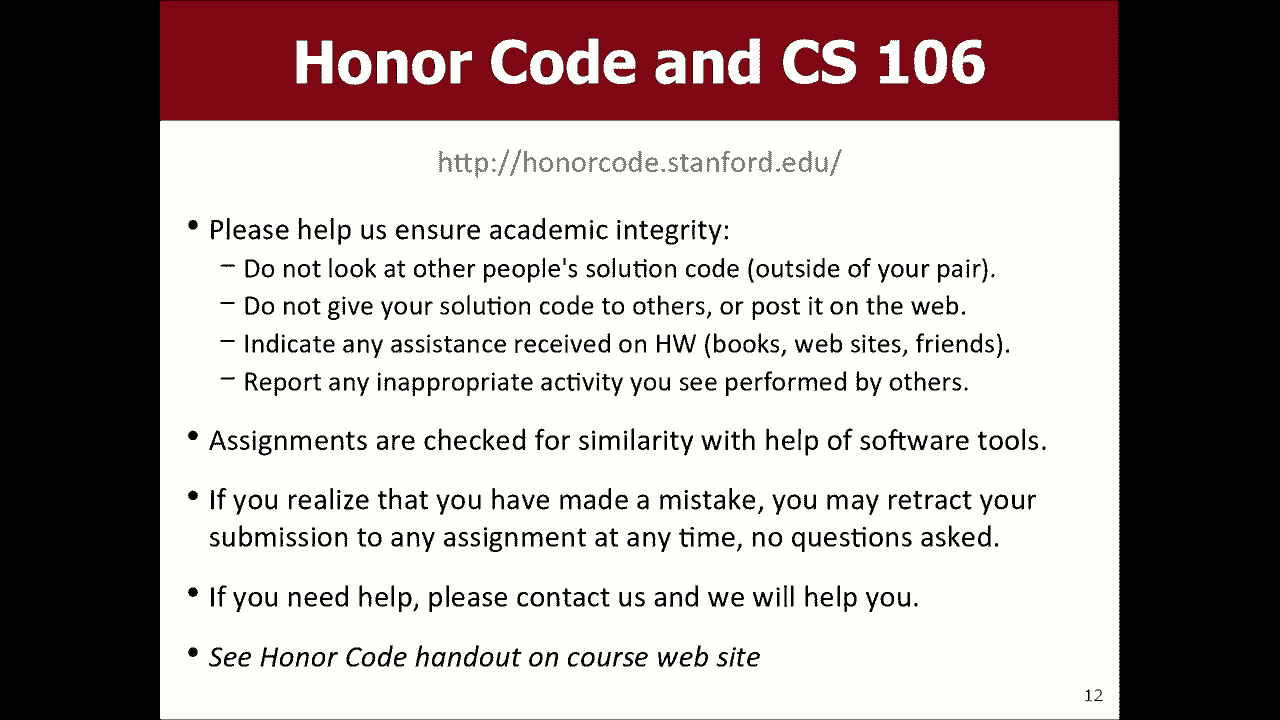 Honor Code and CS 106
http://honorcode.stanford.edu/
• Please help us ensure academic integrity:
– Do not look at other people's solution code (outside of your pair).
– Do not give your solution code to others, or post it on the web.
– Indicate any assistance received on HW (books, web sites, friends).
– Report any inappropriate activity you see performed by others.
• Assignments are checked for similarity with help of software tools.
• If you realize that you have made a mistake, you may retract your
submission to any assignment at any time, no questions asked.
• If you need help, please contact us and we will help you.
• See Honor Code handout on course web site
12